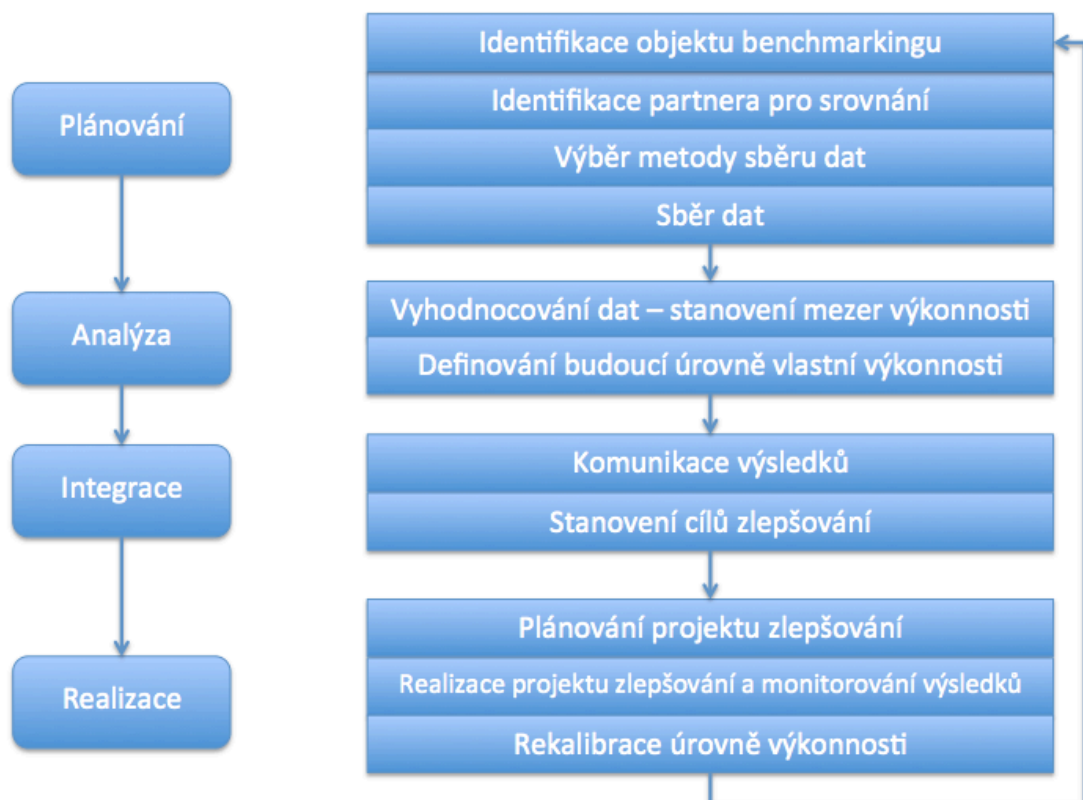 Plánování
Analýza
Integrace
Realizace
Identifikace objektu benchmarkingu
Identifikace partnera pro srovnání
Výběr metody sběru dat
Sběr dat
Vyhodnocování dat – stanovení mezer výkonnosti
Definování budoucí úrovně vlastní výkonnosti
Komunikace výsledků
Stanovení cílů zlepšování
Plánování projektu zlepšování
Realizace projektu zlepšování a monitorování výsledků
Rekalibrace úrovně výkonnosti